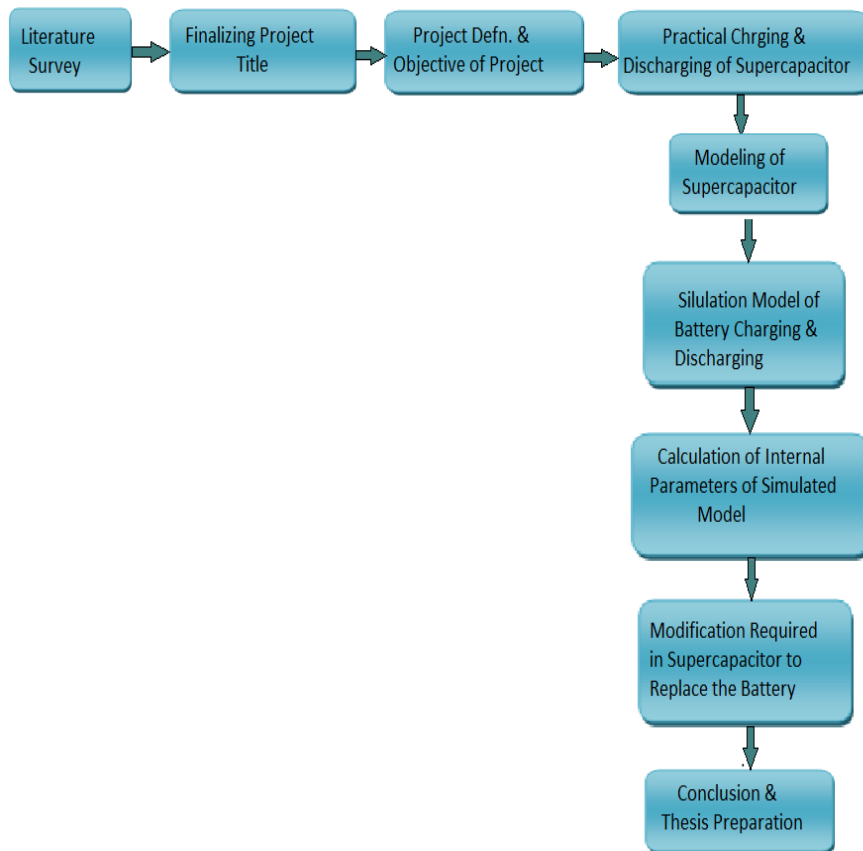 Literature
Survey
Finalizing Project
Title
Project Defn. &
Objective of Project
Practical Chrging &
Discharging of Supercapacitor
Modeling of
Supercapacitor
Silulation Model of
Battery Charging &
Discharging
Calculation of Internal
Parameters of Simulated
Model
Modification Required
in Supercapacitor to
Replace the Battery
Conclusion &
Thesis Preparation